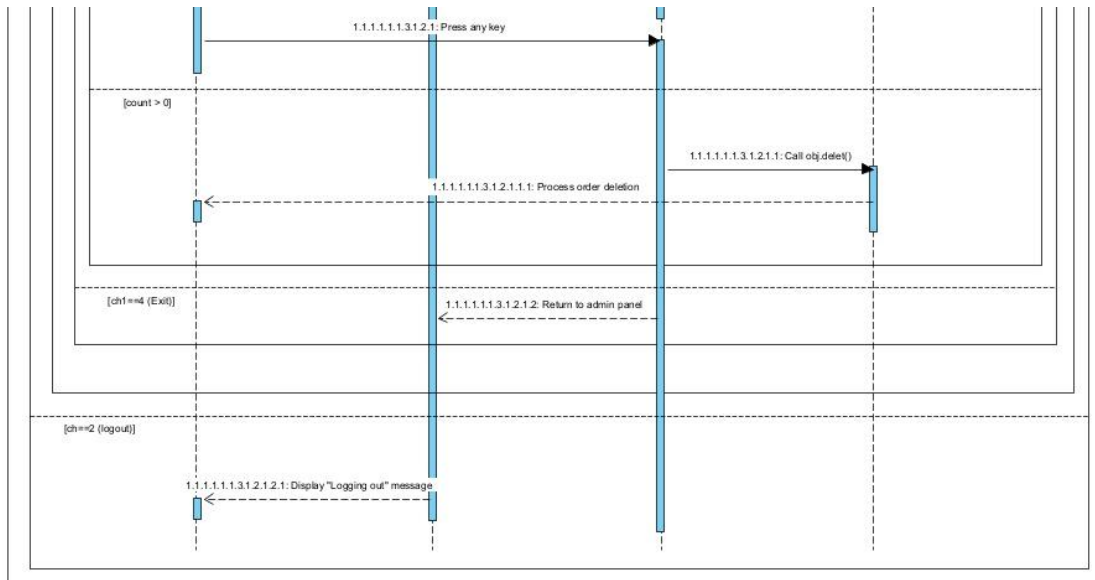 1.1.1.1.1.1.3.1.2.1: Press any key
[count > 0]
1.1.1.1.1.1.3.1.2.1.1: Call obj.delet()
1.1.1.1.1.1.3.1.2.1.1.1: Process order deletion
[ch1==4 (Exit)]
1.1.1.1.1.1.3.1.2.1.2: Return to admin panel
[ch==2 (logout)]
1.1.1.1.1.1.3.1.2.1.2.1: Display "Logging out" message